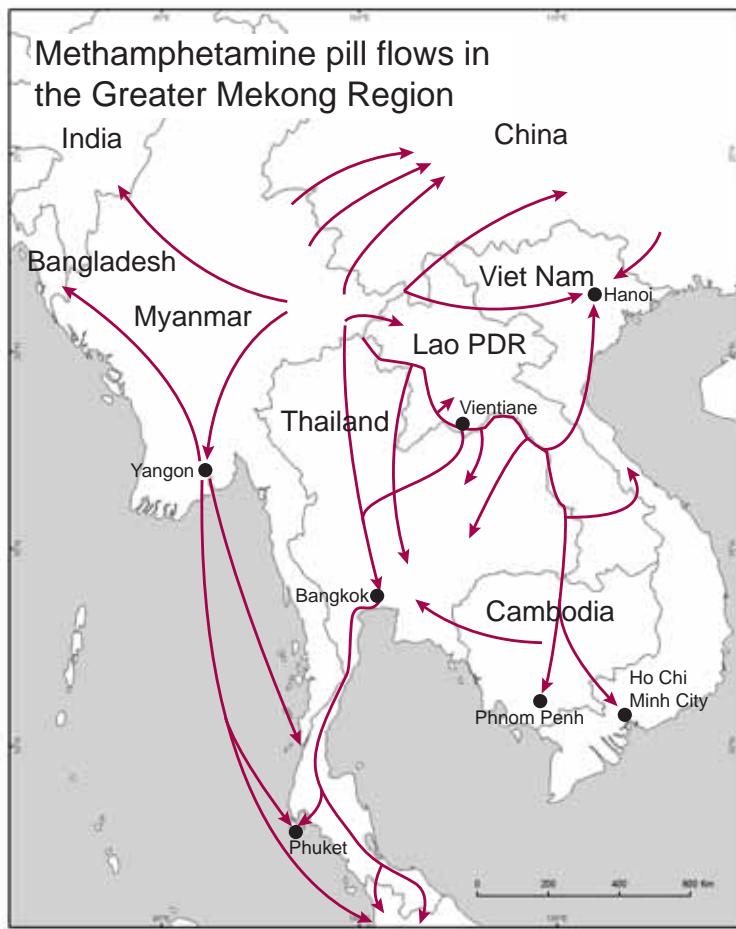 Methamphetamine pill flows in
the Greater Mekong Region
India
China
Bangladesh
Viet Nam
Hanoi
Myanmar
Lao PDR
Thailand
Vientiane
Yangon
Bangkok
Cambodia
Ho Chi
Minh City
Phnom Penh
Phuket
0 200 400 600 Km